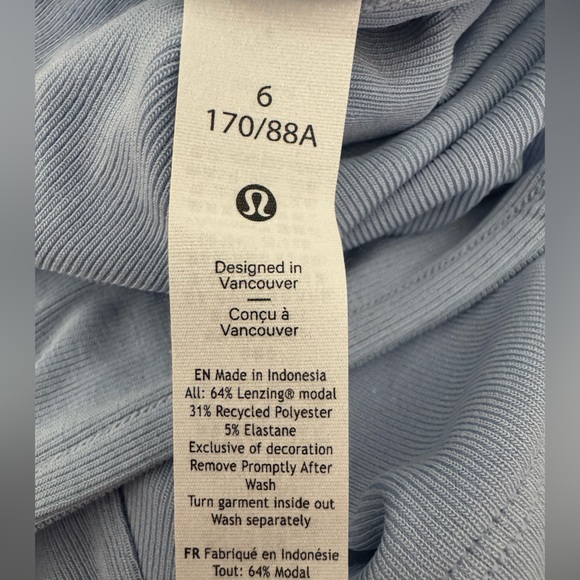 6
170/88A
Designed in
Vancouver
Conçu à
Vancouver
EN Made in Indonesia
All: 64% Lenzing® modal
31% Recycled Polyester
5% Elastane
Exclusive of decoration
Remove Promptly After
Wash
Turn garment inside out
Wash separately
FR Fabriqué en Indonésie
Tout: 64% Modal